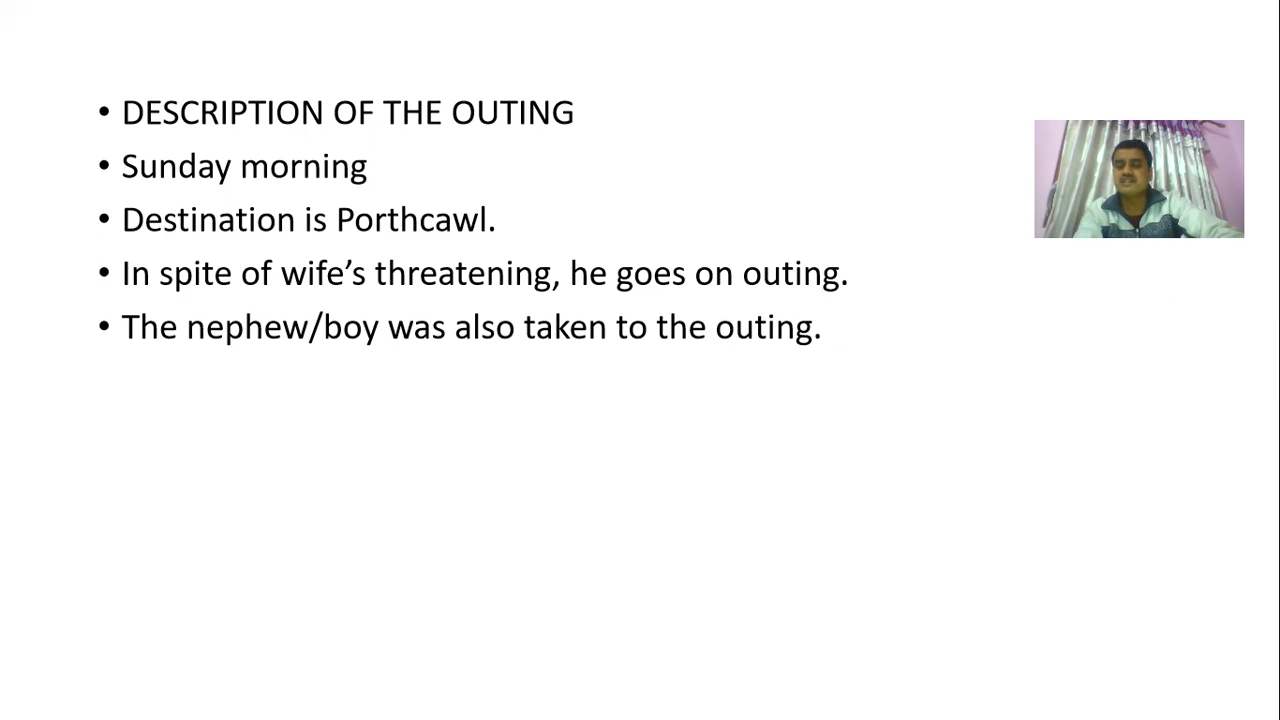 • DESCRIPTION OF THE OUTING
• Sunday morning
• Destination is Porthcawl.
• In spite of wife’s threatening, he goes on outing.
• The nephew/boy was also taken to the outing.